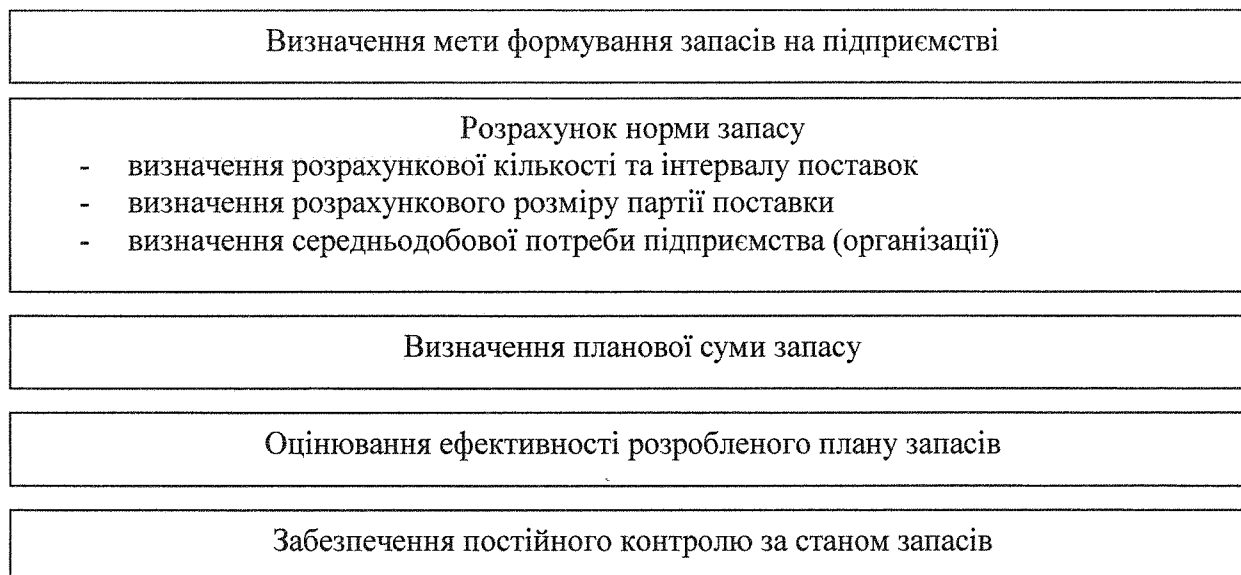 Визначення мети формування запасів на підприємстві
Розрахунок норми запасу
- визначення розрахункової кількості та інтервалу поставок
- визначення розрахункового розміру партії поставки
- визначення середньодобової потреби підприємства (організації)
Визначення планової суми запасу
Оцінювання ефективності розробленого плану запасів
Забезпечення постійного контролю за станом запасів